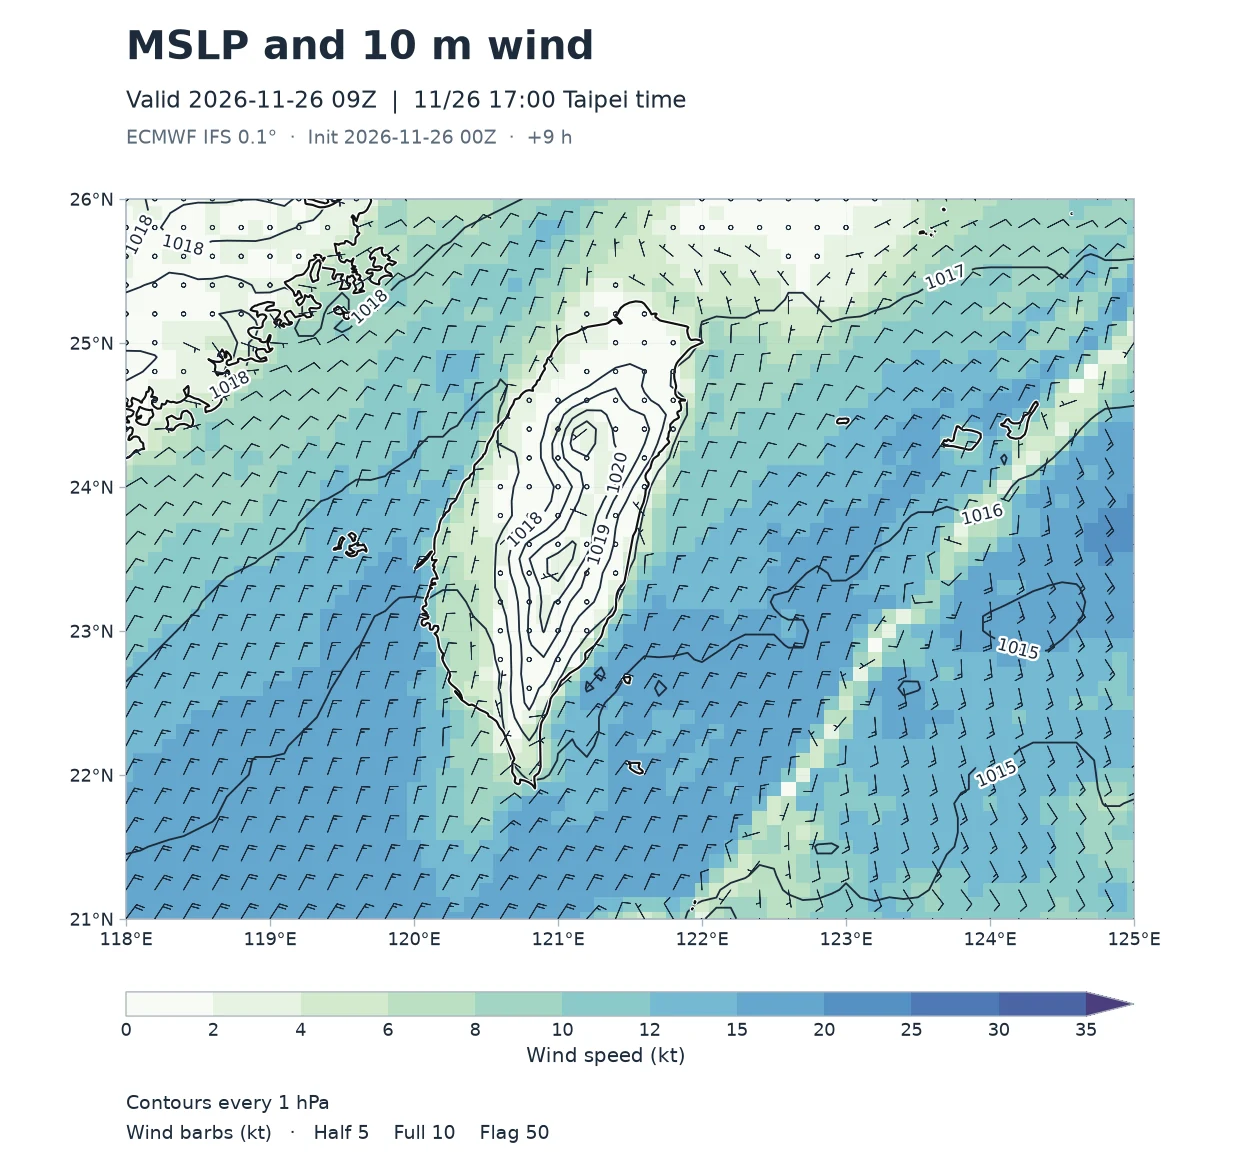 MSLP and 10 m wind
Valid 2026-11-26 09Z | 11/26 17:00 Taipei time
ECMWF IFS 0.1° · Init 2026-11-26 00Z · +9 h
26°N
25°N
24°N
23°N
22°N
21°N
1018
1018
1018
1018
1017
1020
1018
1019
1016
1015
1015
118°E 119°E 120°E 121°E 122°E 123°E 124°E 125°E
0 2 4 6 8 10 12 15 20 25 30 35
Wind speed (kt)
Contours every 1 hPa
Wind barbs (kt) · Half 5 Full 10 Flag 50